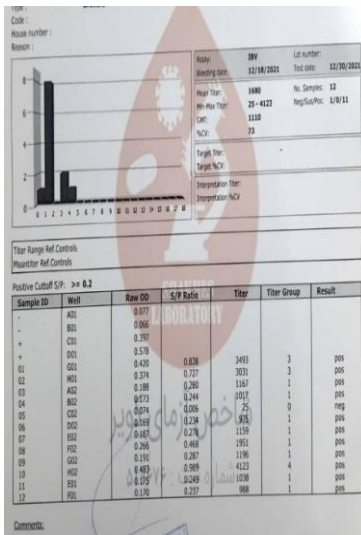 Code :
House number :
Reason :
Assay: IBV Lot number:
Bleeding date: 12/18/2021 Test date: 12/30/2021
Mean Titer: 1680 No. Samples: 12
Min-Max Titer: 25 - 4123 Neg/Sus/Pos: 1/0/11
GMT: 1110
%CV: 73
Target Titer: -
Target %CV:
Interpretation Titer:
Interpretation %CV
8
6
4
2
0
0 1 2 3 4 5 6 7 8 9 10 11 12 13 14 15 16 17 18
Titer Range Ref.Controls
MeanTiter Ref.Controls
Positive Cuttoff S/P: >= 0.2
Sample ID Well Raw OD S/P Ratio Titer Titer Group Result
- A01 0.077
- B01 0.066
+ C01 0.397
+ D01 0.578
01 G01 0.420 0.838 3493 3 pos
02 H01 0.374 0.727 3031 3 pos
03 A02 0.188 0.280 1167 1 pos
04 B02 0.173 0.244 1017 1 pos
05 C02 0.074 0.006 25 0 neg
06 D02 0.169 0.234 975 1 pos
07 E02 0.187 0.278 1159 1 pos
08 F02 0.266 0.468 1951 1 pos
09 G02 0.191 0.287 1196 1 pos
10 H02 0.483 0.989 4123 4 pos
11 E01 0.175 0.249 1038 1 pos
12 F01 0.170 0.237 988 1 pos
LABORATORY
Comments: